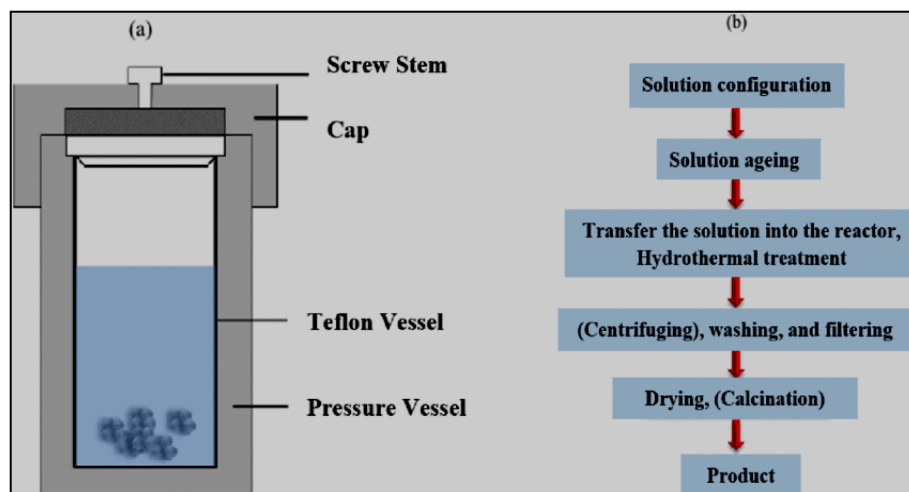 (a)
Screw Stem
Cap
Teflon Vessel
Pressure Vessel
(b)
Solution configuration
Solution ageing
Transfer the solution into the reactor,
Hydrothermal treatment
(Centrifuging), washing, and filtering
Drying, (Calcination)
Product